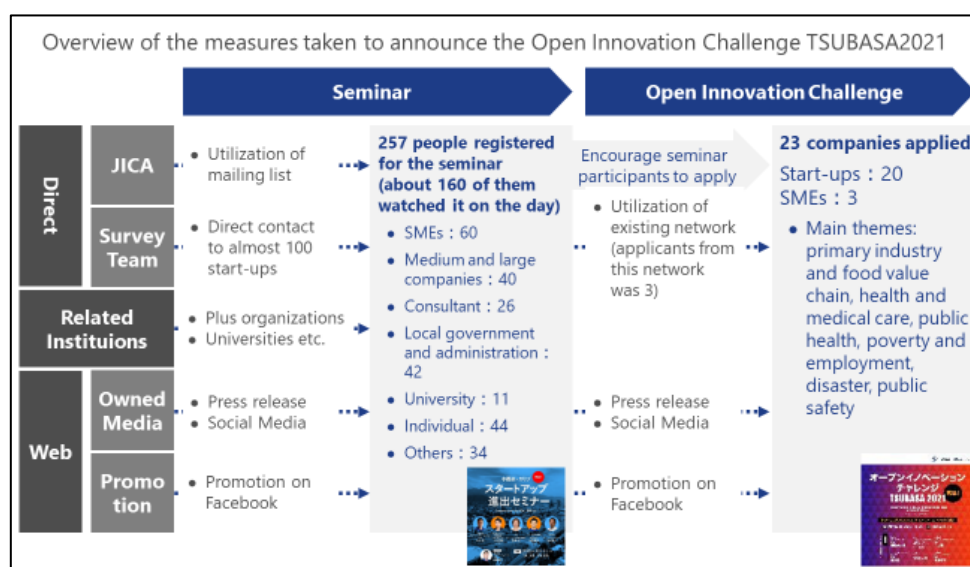 Overview of the measures taken to announce the Open Innovation Challenge TSUBASA2021
Seminar
Open Innovation Challenge
Direct
JICA
• Utilization of
mailing list
Survey
Team
• Direct contact
to almost 100
start-ups
Related
Instituions
• Plus organizations
• Universities etc.
Web
Owned
Media
• Press release
• Social Media
Promo
tion
• Promotion on
Facebook
257 people registered
for the seminar
(about 160 of them
watched it on the day)
• SMEs : 60
• Medium and large
companies : 40
• Consultant : 26
• Local government
and administration :
42
• University : 11
• Individual : 44
• Others : 34
スタートアップ
進出セミナー
Encourage seminar
participants to apply
• Utilization of
existing network
(applicants from
this network
was 3)
• Press release
• Social Media
• Promotion on
Facebook
23 companies applied
Start-ups : 20
SMEs : 3
• Main themes:
primary industry
and food value
chain, health and
medical care, public
health, poverty and
employment,
disaster, public
safety
オープンイノベーション
チャレンジ
TSUBASA 2021